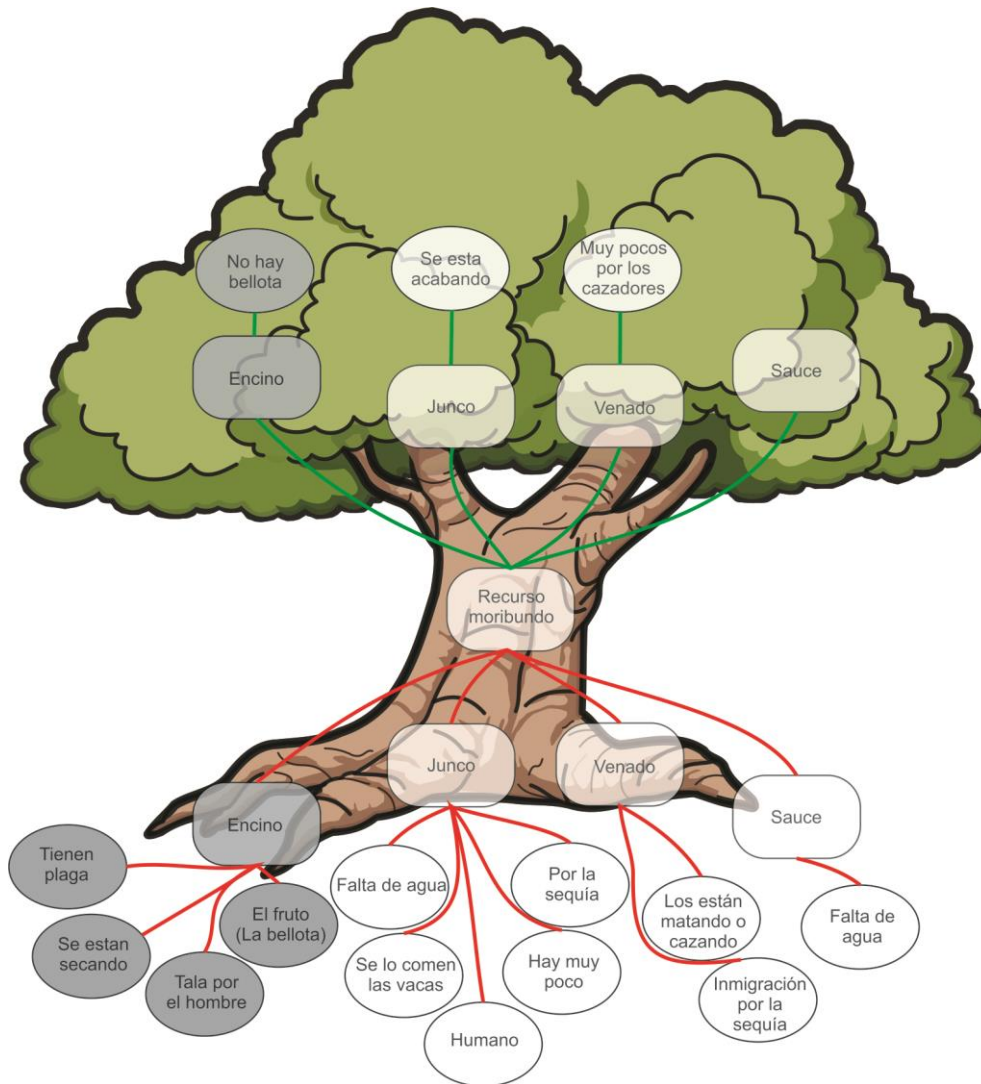 No hay
bellota
Se esta
acabando
Muy pocos
por los
cazadores
Encino
Junco
Venado
Sauce
Recurso
moribundo
Encino
Junco
Venado
Sauce
Tienen
plaga
Se estan
secando
Tala por
el hombre
El fruto
(La bellota)
Falta de agua
Se lo comen
las vacas
Humano
Por la
sequía
Hay muy
poco
Los están
matando o
cazando
Inmigración
por la
sequía
Falta de
agua